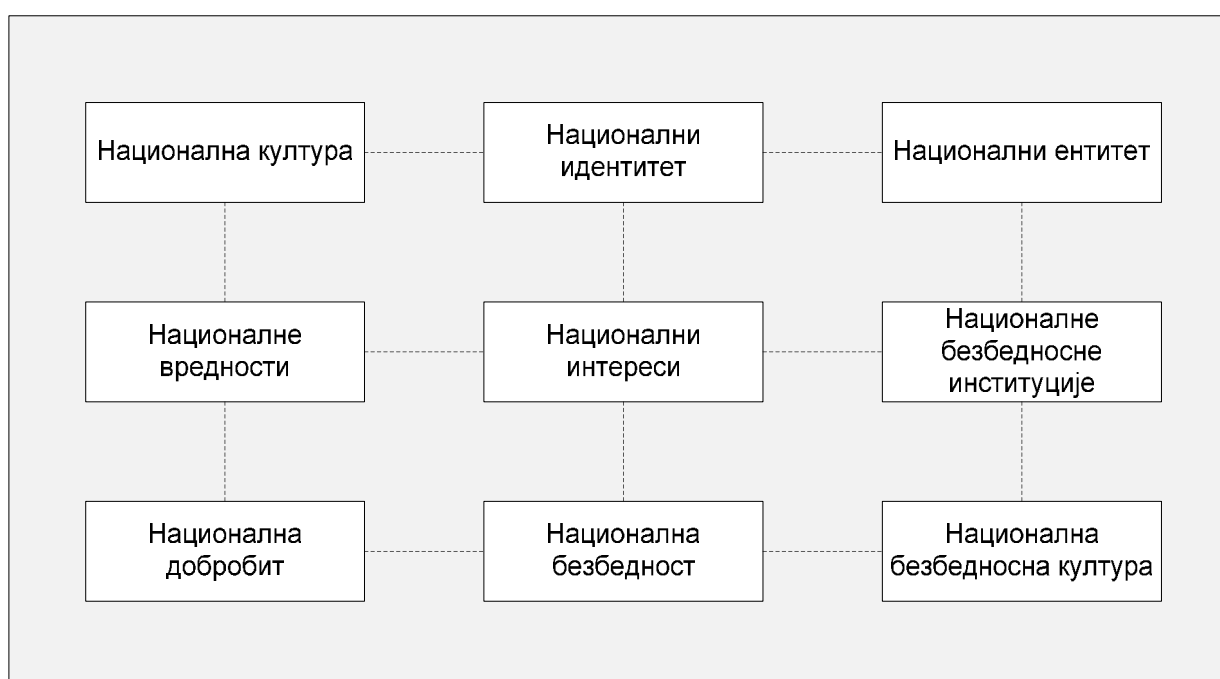 Национална култура
Национални
идентитет
Национални ентитет
Националне
вредности
Национални
интереси
Националне
безбедносне
институције
Национална
добробит
Национална
безбедност
Национална
безбедносна култура